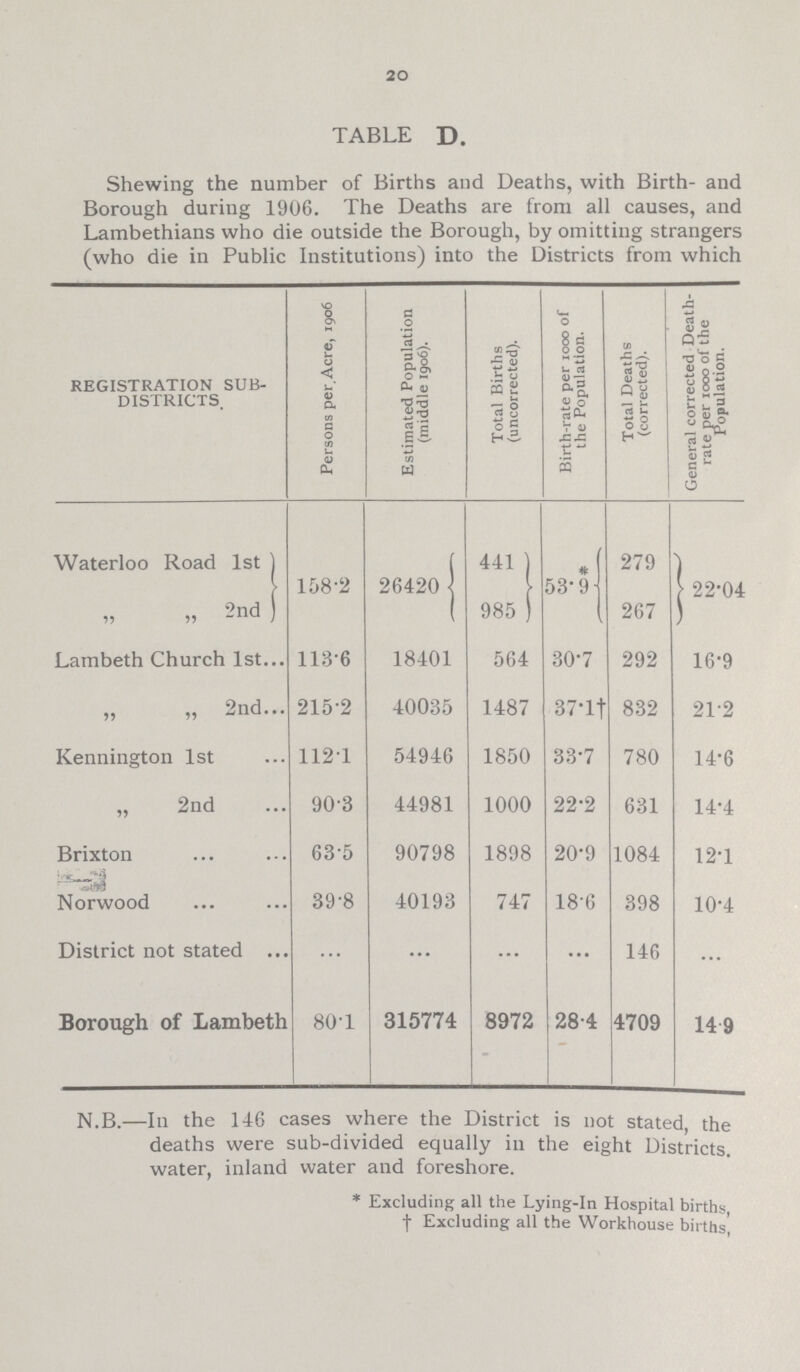 20
TABLE D.
Shewing the number of Births and Deaths, with Birth- and
Borough during 1906. The Deaths are from all causes, and
Lambethians who die outside the Borough, by omitting strangers
(who die in Public Institutions) into the Districts from which
REGISTRATION SUB-
DISTRICTS.
Persons per Acre, 1906
Estimated Population
(middle 1906).
Total Births
(uncorrected).
Birth-rate per 1000 of
the Population.
Total Deaths
(corrected).
General corrected Death-
rate per 1000 of the
Population.
Waterloo Road 1st } 158·2 26420 { 441 } 53·9* { 279 } 22·04
„ „ 2nd } 985 267
Lambeth Church 1st... 113·6 18401 564 30·7 292 16·9
„ „ 2nd... 215·2 40035 1487 37·1† 832 21·2
Kennington 1st ... 112·1 54946 1850 33·7 780 14·6
„ 2nd ... 90·3 44981 1000 22·2 631 14·4
Brixton ... ... 63·5 90798 1898 20·9 1084 12·1
Norwood ... ... 39·8 40193 747 18·6 398 10·4
District not stated ... ... ... ... ... 146 ...
Borough of Lambeth 80·1 315774 8972 28·4 4709 14·9
N.B.—In the 146 cases where the District is not stated, the
deaths were sub-divided equally in the eight Districts.
water, inland water and foreshore.
* Excluding all the Lying-In Hospital births,
† Excluding all the Workhouse births,